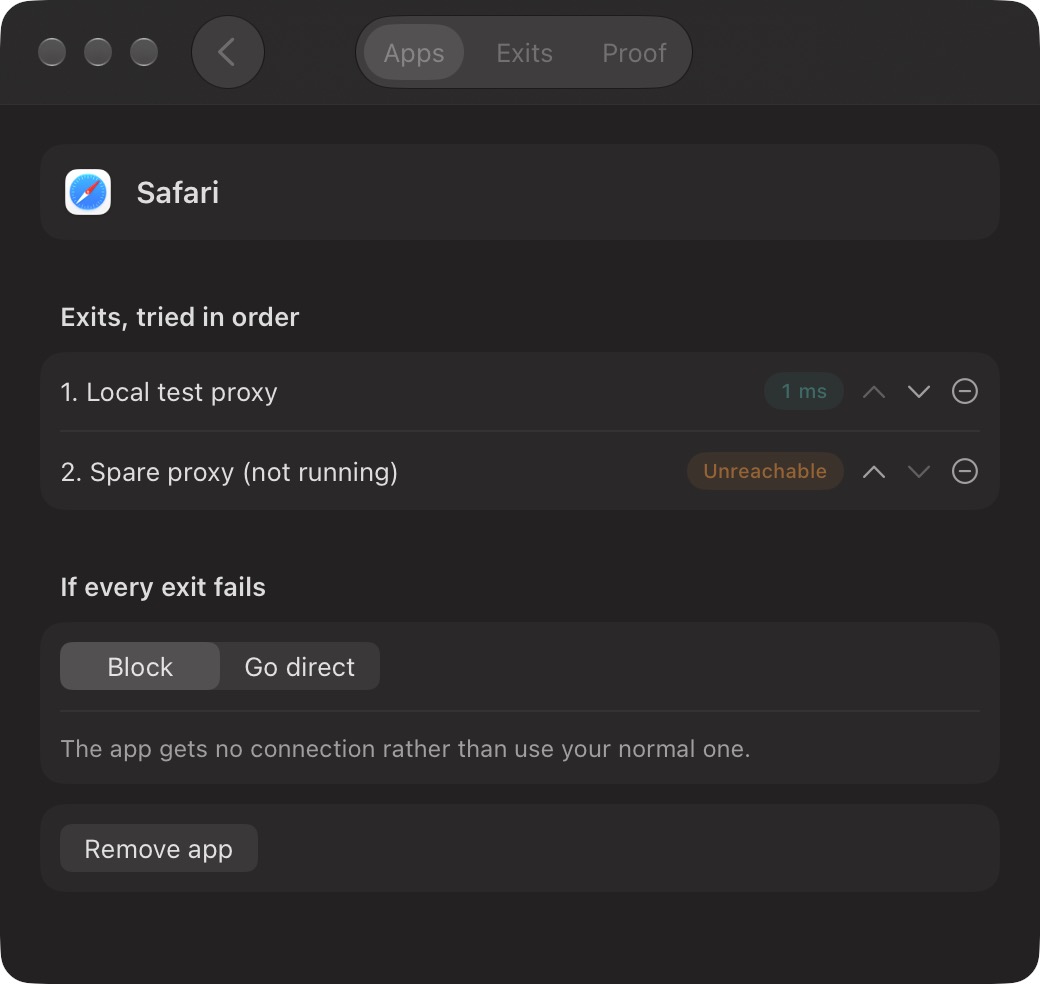 Apps Exits Proof
Safari
Exits, tried in order
1. Local test proxy 1 ms
2. Spare proxy (not running) Unreachable
If every exit fails
Block Go direct
The app gets no connection rather than use your normal one.
Remove app